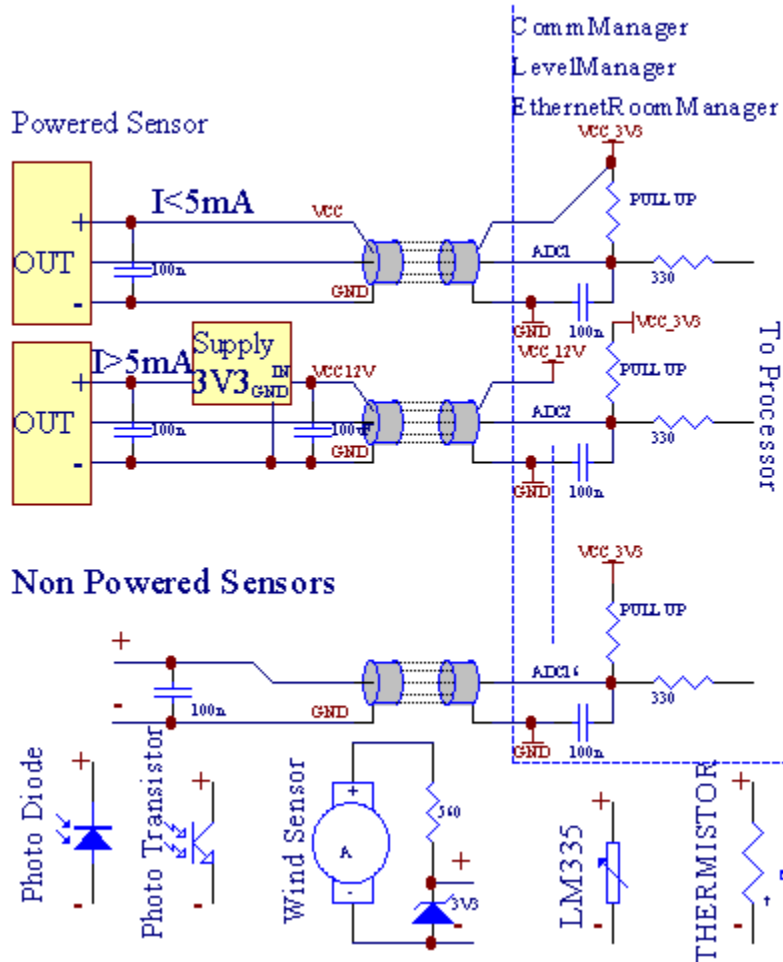 CommManager
LevelManager
EthernetRoomManager
Powered Sensor
VCC_3V3
+
I<5mA
VCC
PULL UP
OUT
100n
ADC1
330
-
GND
GND
100n
VCC_3V3
I>5mA
Supply
3V3
IN
GND
VCC12V
VCC_12V
PULL UP
+
OUT
100n
100nF
ADC2
330
-
GND
GND
100n
To Processor
Non Powered Sensors
VCC_3V3
PULL UP
+
ADC16
330
-
100n
GND
GND
100n
Photo Diode
+
-
Photo Transistor
+
-
Wind Sensor
+
A
-
560
+
3V3
-
LM335
+
-
THERMISTOR
+
-
t